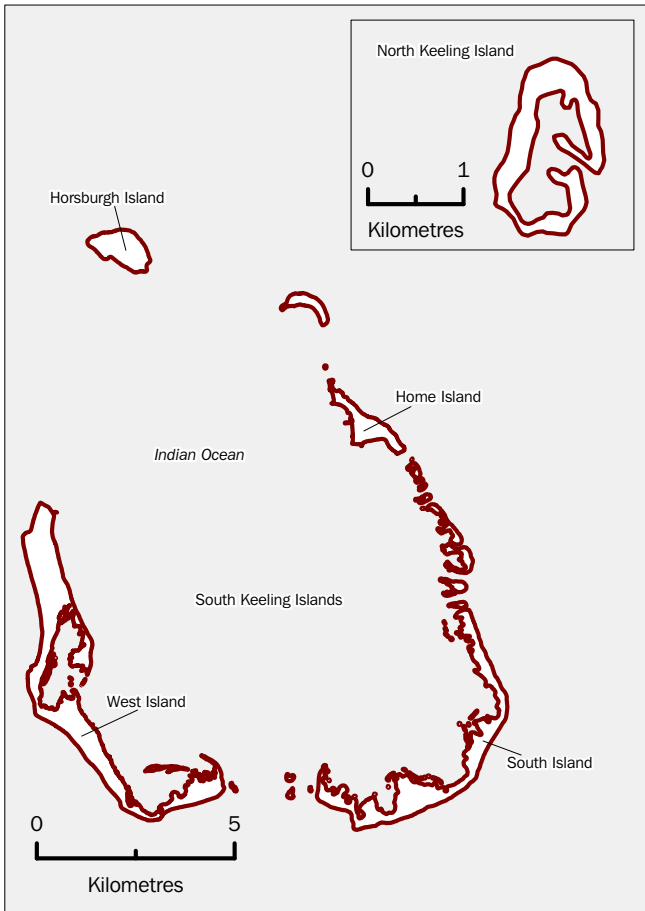 North Keeling Island
0 1
Kilometres
Horsburgh Island
Home Island
Indian Ocean
South Keeling Islands
West Island
South Island
0 5
Kilometres